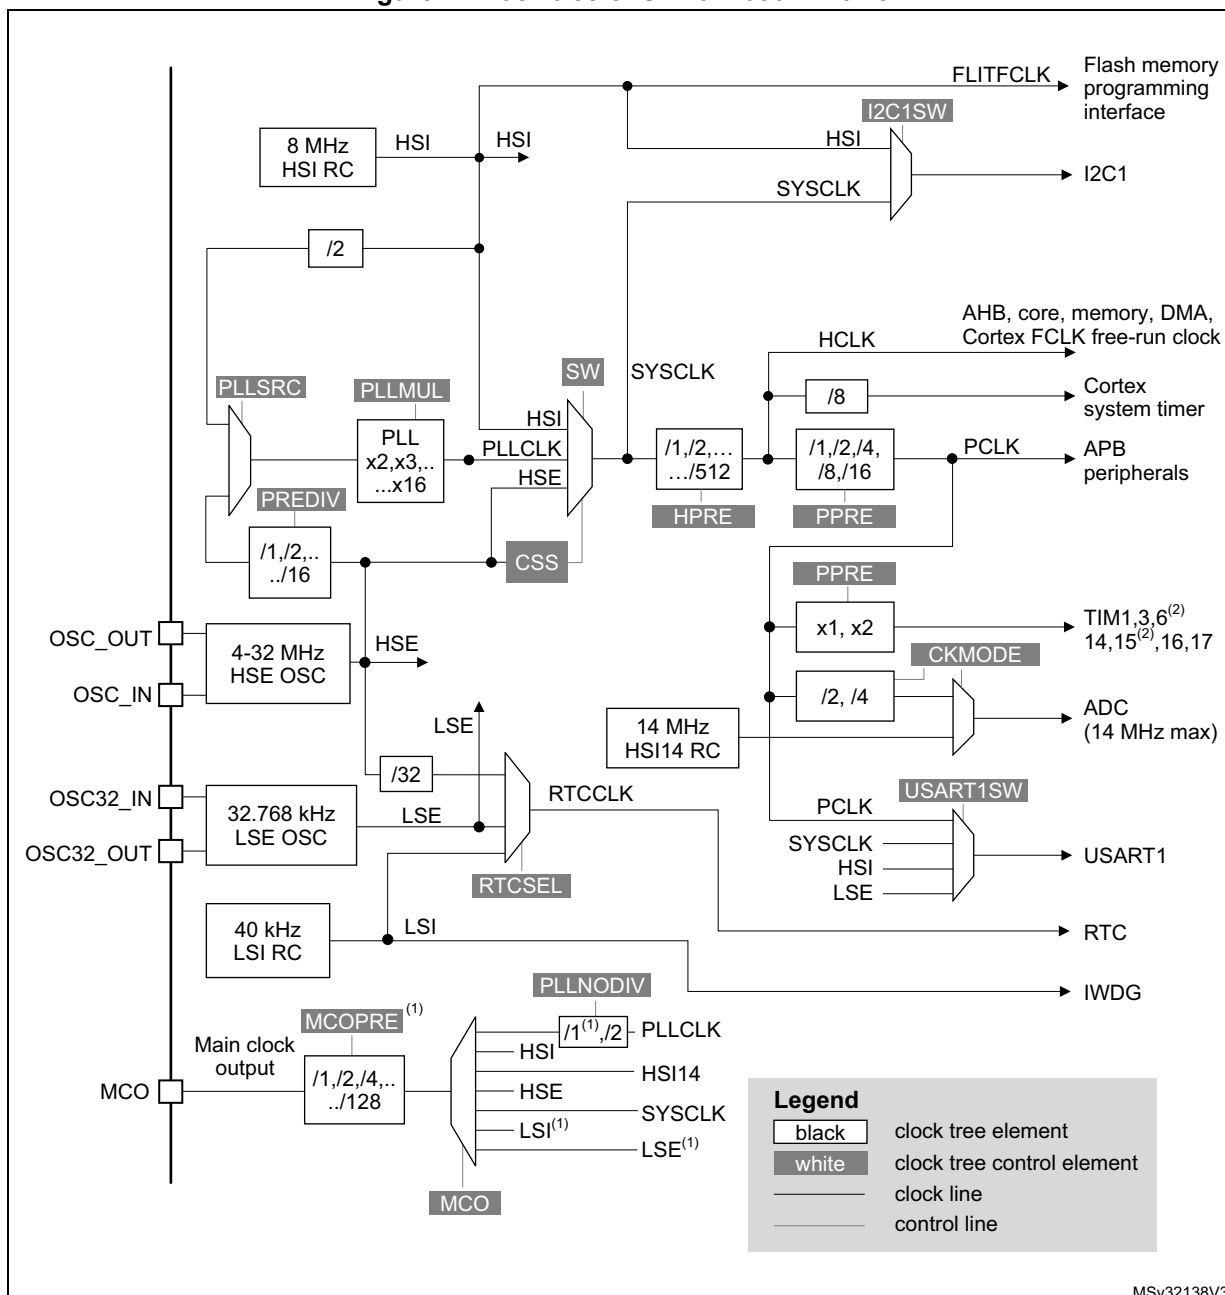 FLITFCLK
Flash memory
programming
interface
I2C1SW
8 MHz
HSI RC
HSI
HSI
HSI
SYSCLK
I2C1
/2
AHB, core, memory, DMA,
Cortex FCLK free-run clock
HCLK
SW
SYSCLK
PLLSRC
PLLMUL
/8
Cortex
system timer
HSI
PLL
x2,x3,..
...x16
PLLCLK
HSE
/1,/2,…
…/512
/1,/2,/4,
/8,/16
PCLK
APB
peripherals
PREDIV
HPRE
PPRE
/1,/2,..
../16
CSS
PPRE
OSC_OUT
OSC_IN
4-32 MHz
HSE OSC
HSE
x1, x2
TIM1,3,6(2)
14,15(2),16,17
CKMODE
/2, /4
LSE
14 MHz
HSI14 RC
ADC
(14 MHz max)
/32
OSC32_IN
OSC32_OUT
32.768 kHz
LSE OSC
LSE
RTCCLK
RTCSEL
USART1SW
PCLK
SYSCLK
HSI
LSE
USART1
40 kHz
LSI RC
LSI
RTC
IWDG
PLLNODIV
MCOPRE (1)
/1(1),/2
PLLCLK
Main clock
output
HSI
MCO
/1,/2,/4,..
../128
HSI14
HSE
SYSCLK
LSI(1)
LSE(1)
MCO
Legend
black
clock tree element
white
clock tree control element
clock line
control line
MSv32138V3